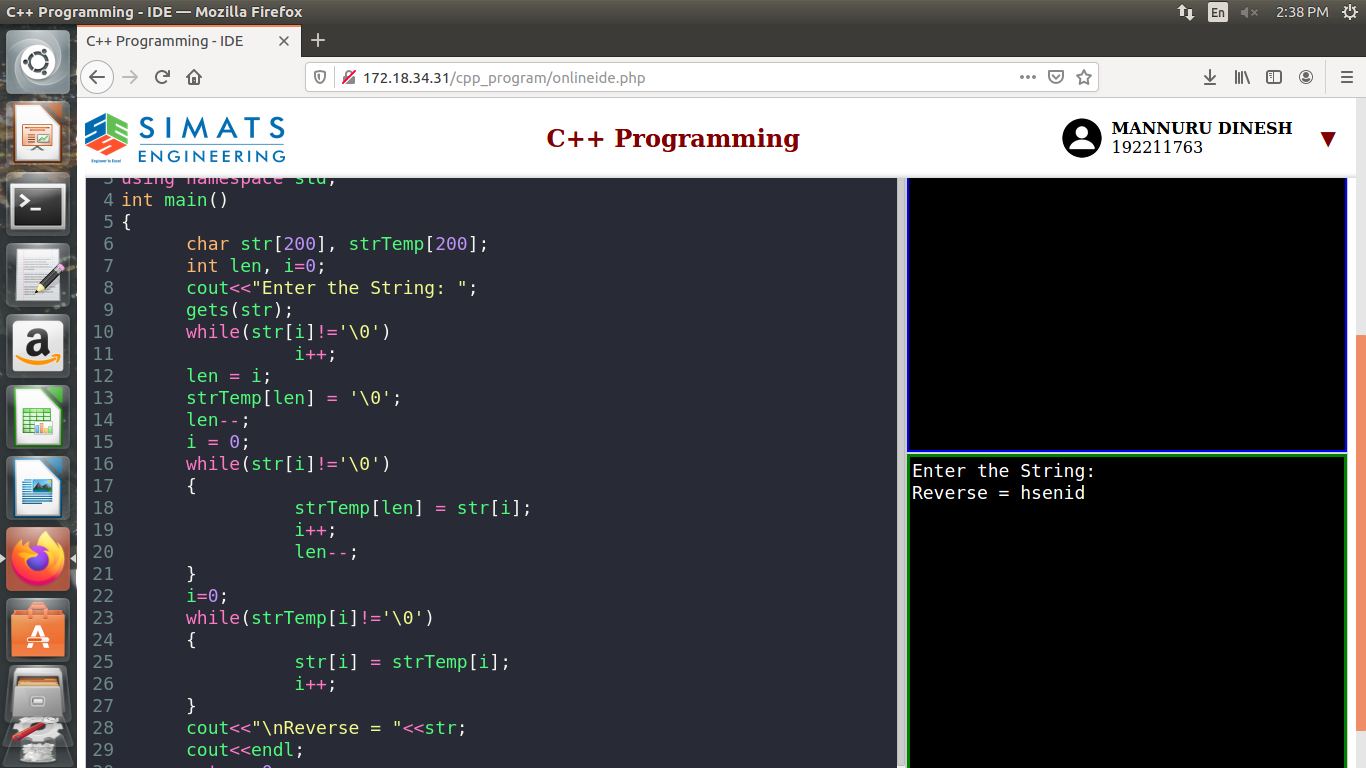 C++ Programming - IDE — Mozilla Firefox
En
2:38 PM
C++ Programming - IDE
172.18.34.31/cpp_program/onlineide.php
SIMATS
ENGINEERING
Engineer to Excel
C++ Programming
MANNURU DINESH
192211763
3 using namespace std;
4 int main()
5 {
6 char str[200], strTemp[200];
7 int len, i=0;
8 cout<<"Enter the String: ";
9 gets(str);
10 while(str[i]!='\0')
11 i++;
12 len = i;
13 strTemp[len] = '\0';
14 len--;
15 i = 0;
16 while(str[i]!='\0')
17 {
18 strTemp[len] = str[i];
19 i++;
20 len--;
21 }
22 i=0;
23 while(strTemp[i]!='\0')
24 {
25 str[i] = strTemp[i];
26 i++;
27 }
28 cout<<"\nReverse = "<<str;
29 cout<<endl;
Enter the String:
Reverse = hsenid